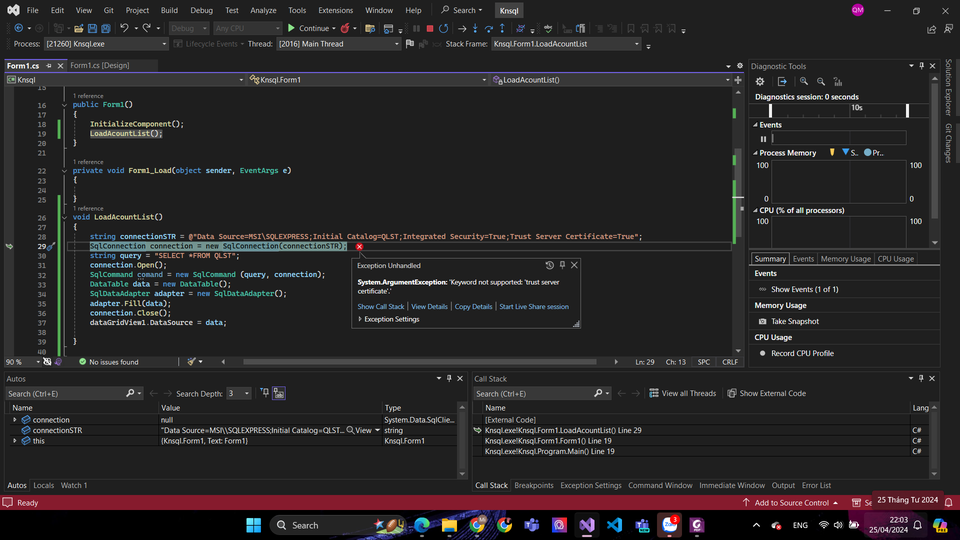 File Edit View Git Project Build Debug Test Analyze Tools Extensions Window Help Search Knsql QM
Debug Any CPU Continue
Process: [21260] Knsql.exe Lifecycle Events Thread: [2016] Main Thread Stack Frame: Knsql.Form1.LoadAcountList
Form1.cs Form1.cs [Design]
Knsql Knsql.Form1 LoadAcountList()
15
1 reference
16 public Form1()
17 {
18 InitializeComponent();
19 LoadAcountList();
20 }
21
1 reference
22 private void Form1_Load(object sender, EventArgs e)
23 {
24
25 }
1 reference
26 void LoadAcountList()
27 {
28 string connectionSTR = @"Data Source=MSI\SQLEXPRESS;Initial Catalog=QLST;Integrated Security=True;Trust Server Certificate=True";
29 SqlConnection connection = new SqlConnection(connectionSTR);
30 string query = "SELECT *FROM QLST";
31 connection.Open();
32 SqlCommand comand = new SqlCommand (query, connection);
33 DataTable data = new DataTable();
34 SqlDataAdapter adapter = new SqlDataAdapter();
35 adapter.Fill(data);
36 connection.Close();
37 dataGridView1.DataSource = data;
38
39 }
40
Exception Unhandled
System.ArgumentException: 'Keyword not supported: 'trust server
certificate'.'
Show Call Stack View Details Copy Details Start Live Share session
Exception Settings
90 % No issues found Ln: 29 Ch: 13 SPC CRLF
Diagnostic Tools
Diagnostics session: 0 seconds
10s
Events
Process Memory S.. Pr...
100 100
0 0
CPU (% of all processors)
100 100
Summary Events Memory Usage CPU Usage
Events
Show Events (1 of 1)
Memory Usage
Take Snapshot
CPU Usage
Record CPU Profile
Solution Explorer
Git Changes
Autos
Search (Ctrl+E) Search Depth: 3
Name Value Type
connection null System.Data.SqlClie...
connectionSTR "Data Source=MSI\\SQLEXPRESS;Initial Catalog=QLST... View string
this {Knsql.Form1, Text: Form1} Knsql.Form1
Autos Locals Watch 1
Call Stack
Search (Ctrl+E) View all Threads Show External Code
Name Lang
[External Code]
Knsql.exe!Knsql.Form1.LoadAcountList() Line 29 C#
Knsql.exe!Knsql.Form1.Form1() Line 19 C#
Knsql.exe!Knsql.Program.Main() Line 19 C#
Call Stack Breakpoints Exception Settings Command Window Immediate Window Output Error List
Ready Add to Source Control Se
25 Tháng Tư 2024
Search 3 ENG 22:03
25/04/2024